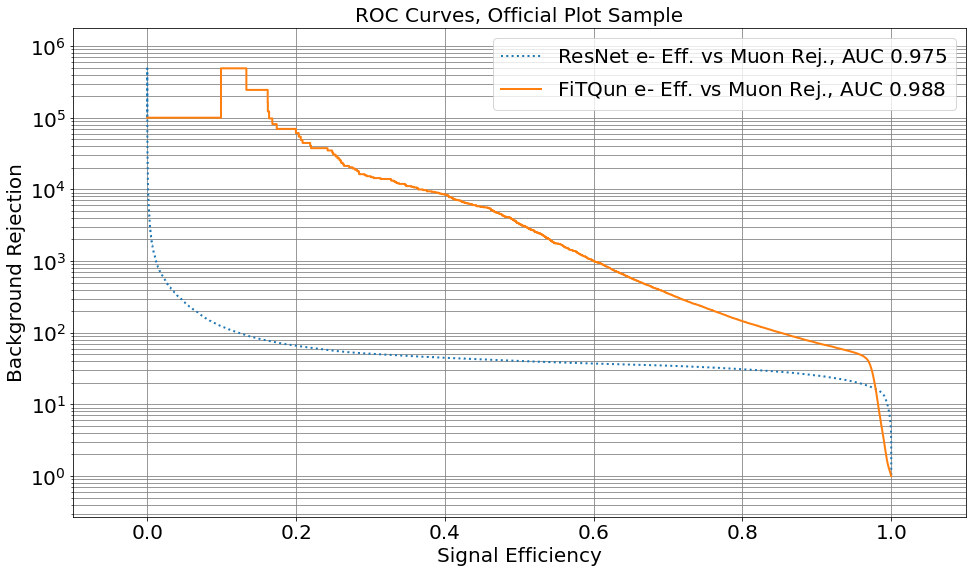 ROC Curves, Official Plot Sample
ResNet e- Eff. vs Muon Rej., AUC 0.975
FiTQun e- Eff. vs Muon Rej., AUC 0.988
Background Rejection
10⁶
10⁵
10⁴
10³
10²
10¹
10⁰
0.0 0.2 0.4 0.6 0.8 1.0
Signal Efficiency